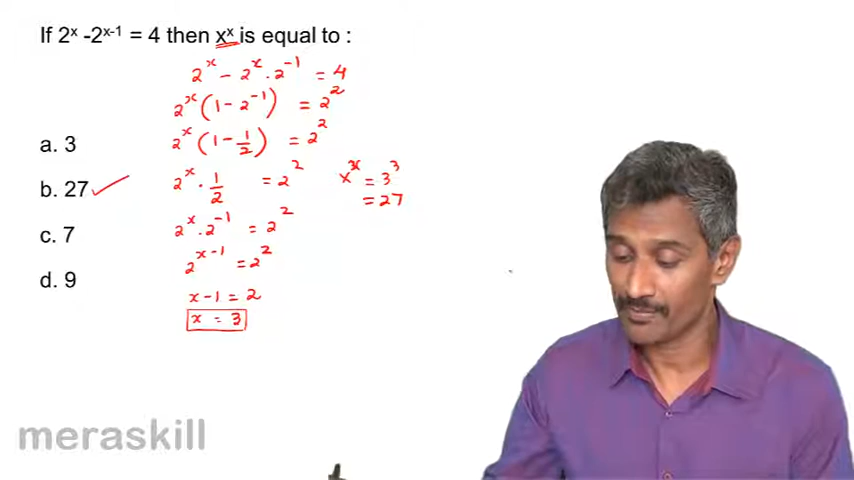 If 2ˣ -2ˣ⁻¹ = 4 then xˣ is equal to :
2ˣ - 2ˣ . 2⁻¹ = 4
2ˣ (1 - 2⁻¹) = 2²
2ˣ (1 - 1/2) = 2²
2ˣ . 1/2 = 2²
2ˣ . 2⁻¹ = 2²
2ˣ⁻¹ = 2²
x - 1 = 2
x = 3
xˣ = 3³
= 27
a. 3
b. 27
c. 7
d. 9
meraskill